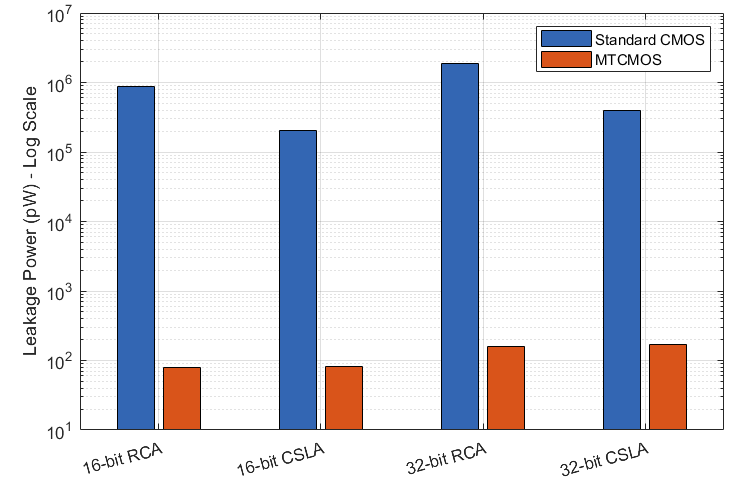 Leakage Power (pW) - Log Scale
10^7
10^6
10^5
10^4
10^3
10^2
10^1
Standard CMOS
MTCMOS
16-bit RCA
16-bit CSLA
32-bit RCA
32-bit CSLA